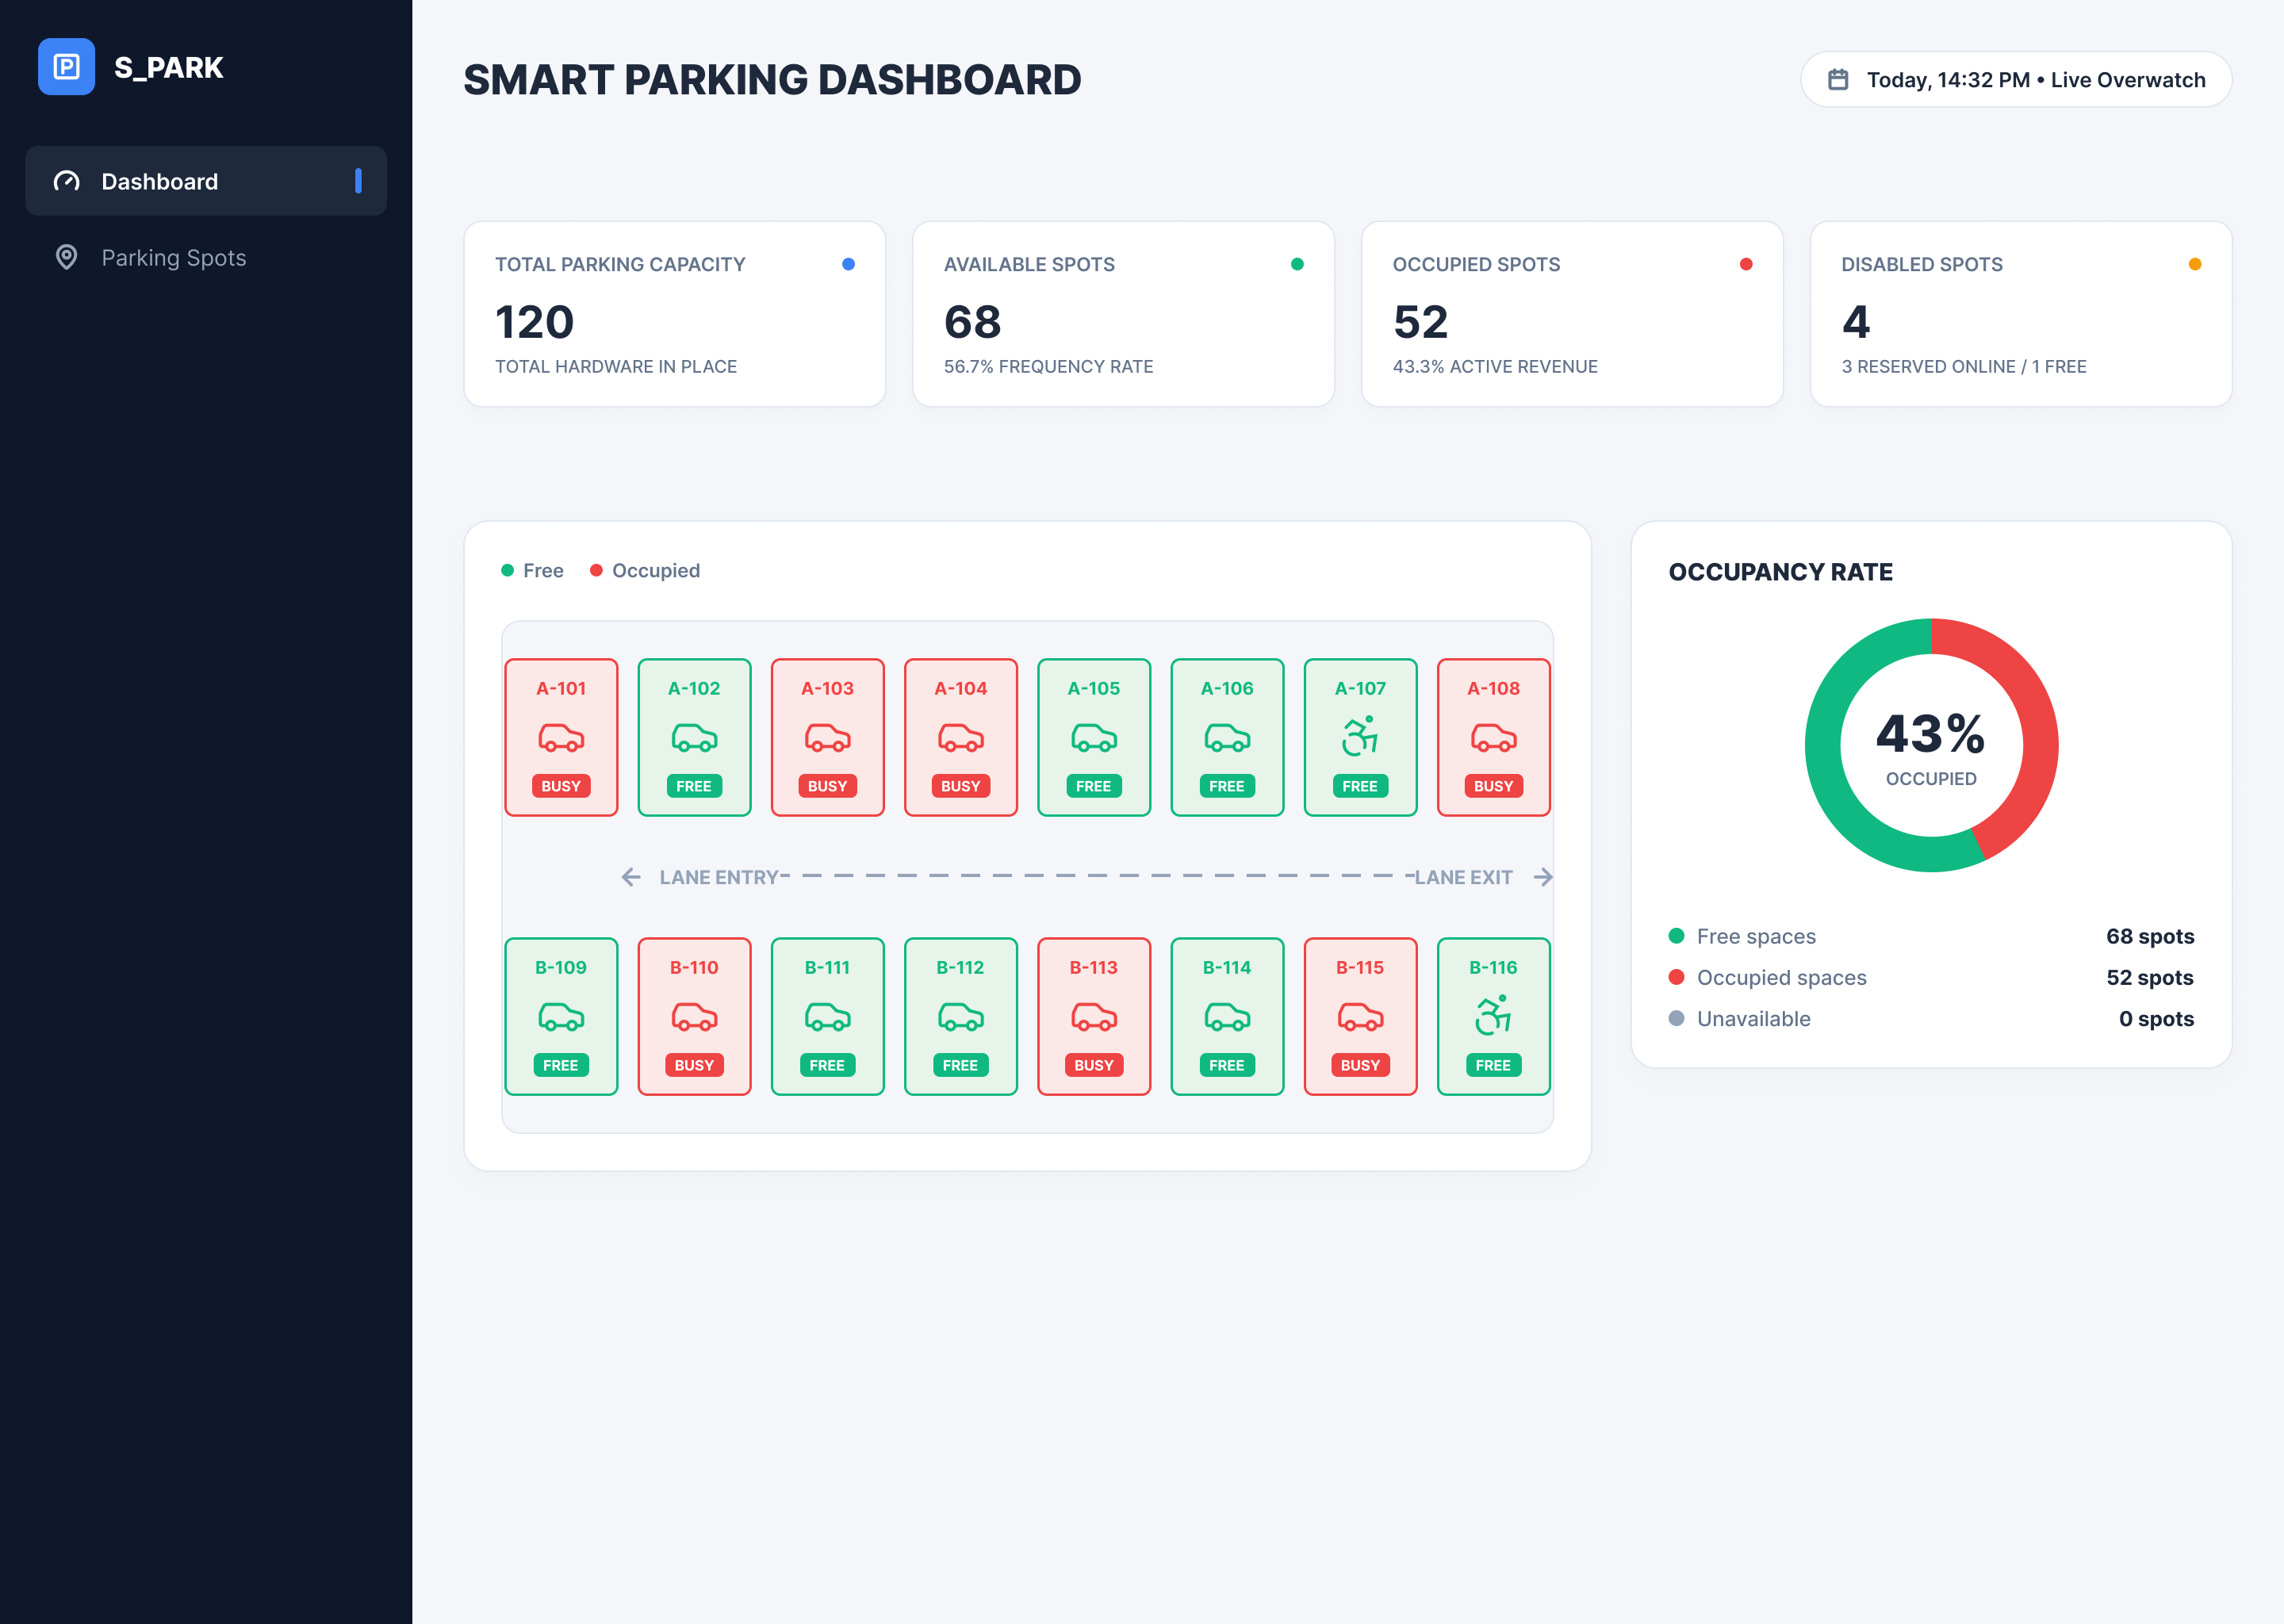 P
S_PARK
Dashboard
Parking Spots
SMART PARKING DASHBOARD
Today, 14:32 PM • Live Overwatch
TOTAL PARKING CAPACITY
120
TOTAL HARDWARE IN PLACE
AVAILABLE SPOTS
68
56.7% FREQUENCY RATE
OCCUPIED SPOTS
52
43.3% ACTIVE REVENUE
DISABLED SPOTS
4
3 RESERVED ONLINE / 1 FREE
Free
Occupied
A-101
BUSY
A-102
FREE
A-103
BUSY
A-104
BUSY
A-105
FREE
A-106
FREE
A-107
FREE
A-108
BUSY
LANE ENTRY
LANE EXIT
B-109
FREE
B-110
BUSY
B-111
FREE
B-112
FREE
B-113
BUSY
B-114
FREE
B-115
BUSY
B-116
FREE
OCCUPANCY RATE
43%
OCCUPIED
Free spaces 68 spots
Occupied spaces 52 spots
Unavailable 0 spots